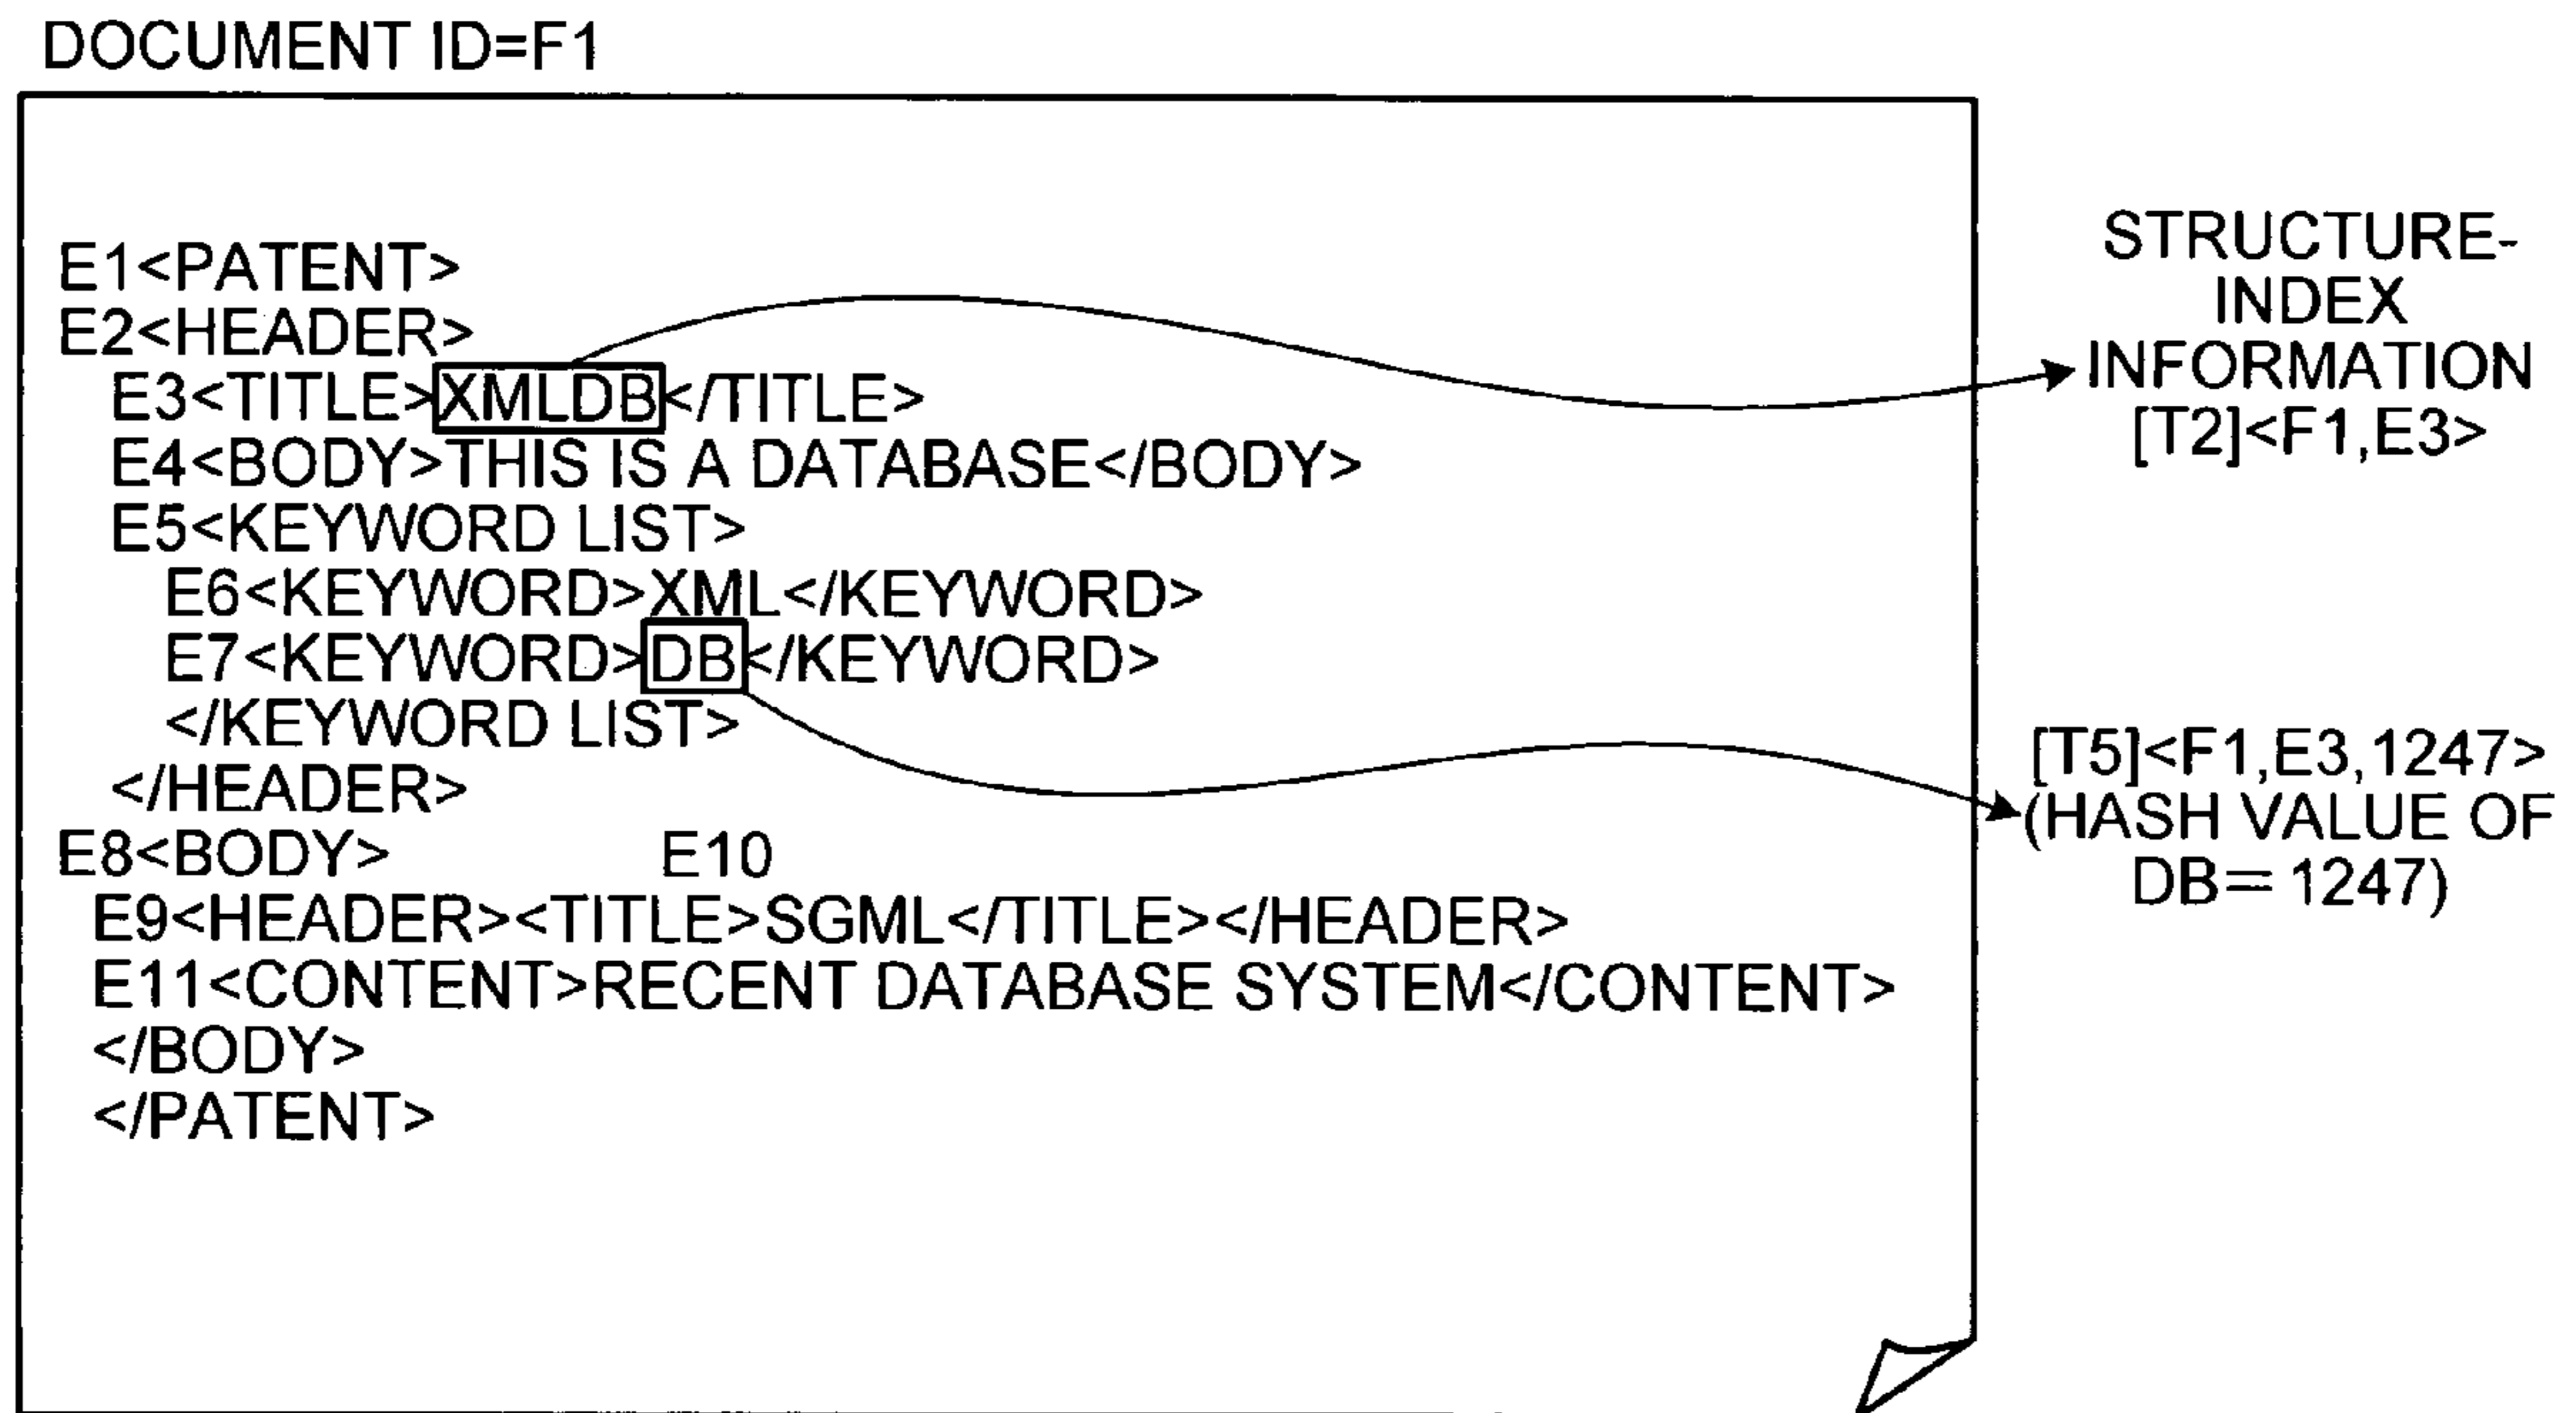 DOCUMENT ID=F1
E1<PATENT>
E2<HEADER>
E3<TITLE>XMLDB</TITLE>
E4<BODY>THIS IS A DATABASE</BODY>
E5<KEYWORD LIST>
E6<KEYWORD>XML</KEYWORD>
E7<KEYWORD>DB</KEYWORD>
</KEYWORD LIST>
</HEADER>
E8<BODY> E10
E9<HEADER><TITLE>SGML</TITLE></HEADER>
E11<CONTENT>RECENT DATABASE SYSTEM</CONTENT>
</BODY>
</PATENT>
STRUCTURE-
INDEX
INFORMATION
[T2]<F1,E3>
[T5]<F1,E3,1247>
(HASH VALUE OF
DB=1247)